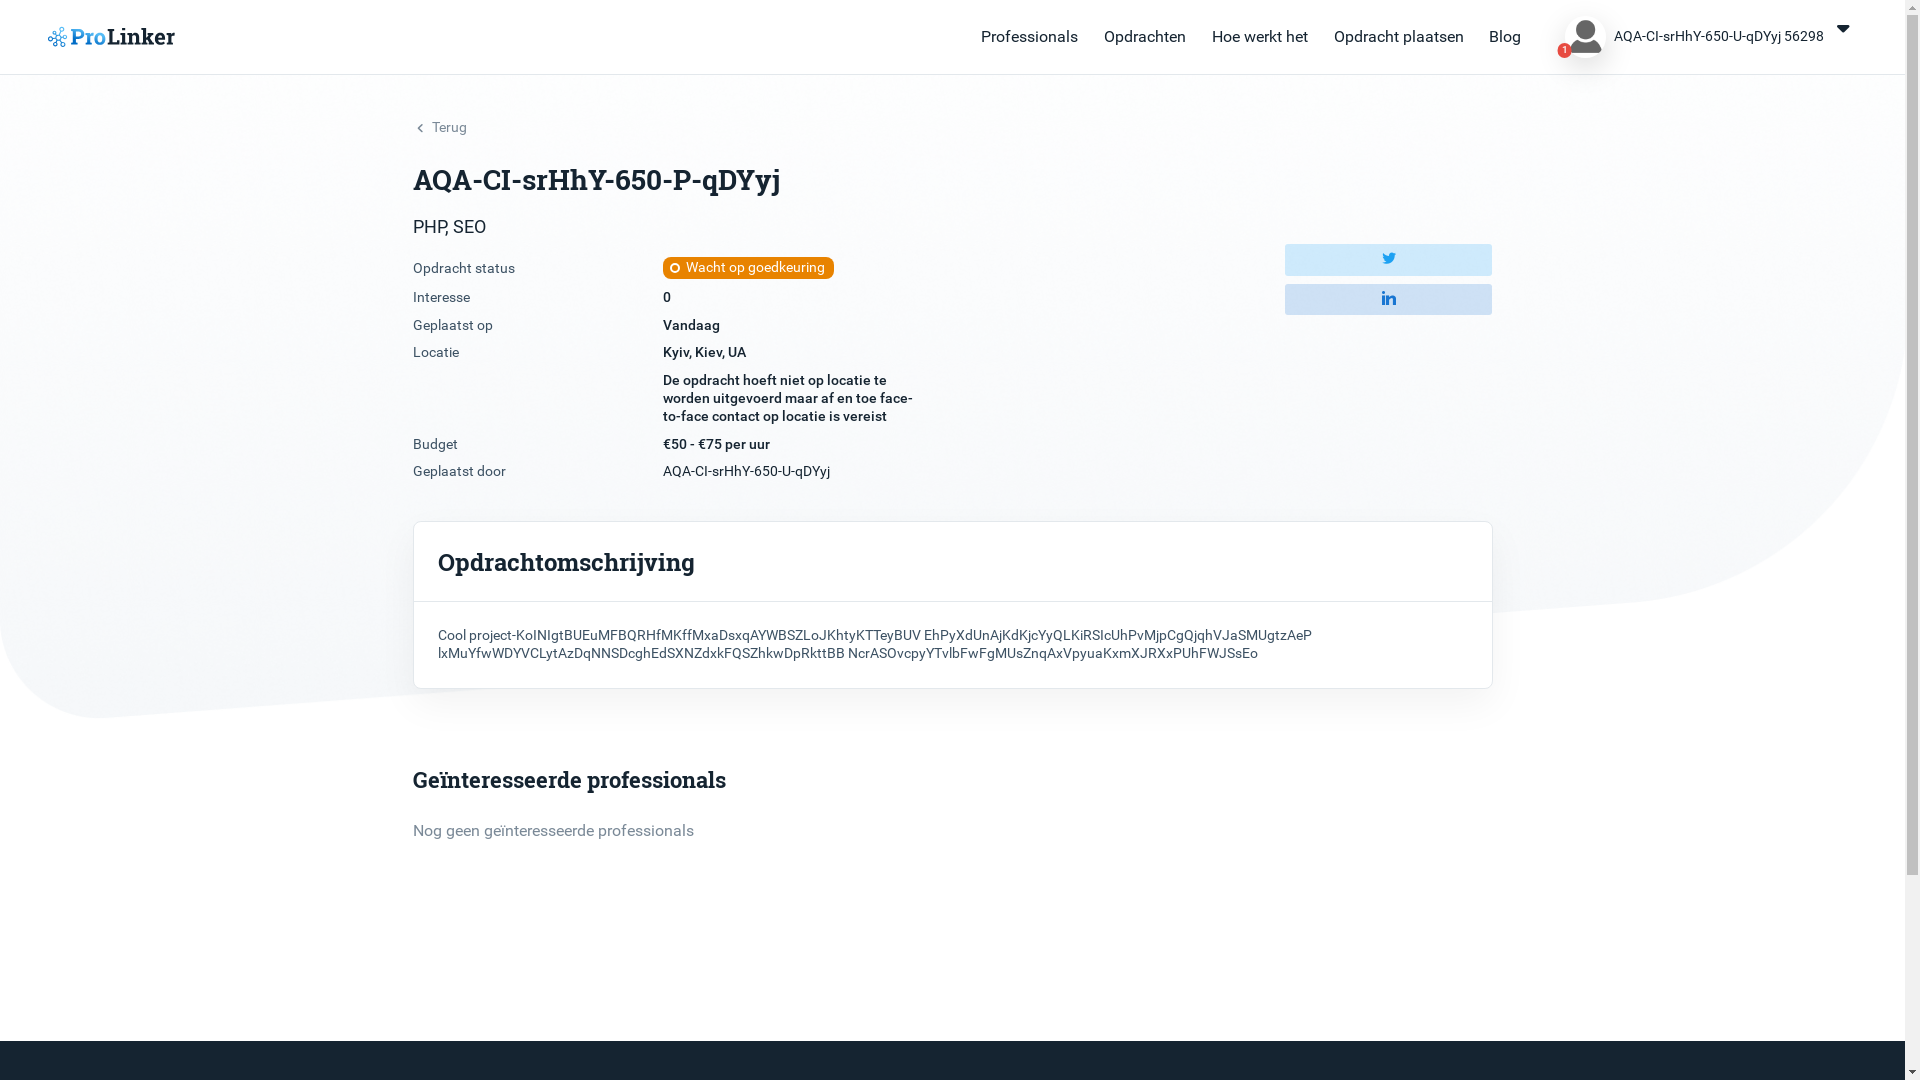 ProLinker
Professionals
Opdrachten
Hoe werkt het
Opdracht plaatsen
Blog
1
AQA-CI-srHhY-650-U-qDYyj 56298
Terug
AQA-CI-srHhY-650-P-qDYyj
PHP, SEO
Opdracht status
Wacht op goedkeuring
Interesse
0
Geplaatst op
Vandaag
Locatie
Kyiv, Kiev, UA
De opdracht hoeft niet op locatie te
worden uitgevoerd maar af en toe face-
to-face contact op locatie is vereist
Budget
€50 - €75 per uur
Geplaatst door
AQA-CI-srHhY-650-U-qDYyj
in
Opdrachtomschrijving
Cool project-KoINIgtBUEuMFBQRHfMKffMxaDsxqAYWBSZLoJKhtyKTTeyBUV EhPyXdUnAjKdKjcYyQLKiRSIcUhPvMjpCgQjqhVJaSMUgtzAeP
lxMuYfwWDYVCLytAzDqNNSDcghEdSXNZdxkFQSZhkwDpRkttBB NcrASOvcpyYTvlbFwFgMUsZnqAxVpyuaKxmXJRXxPUhFWJSsEo
Geïnteresseerde professionals
Nog geen geïnteresseerde professionals